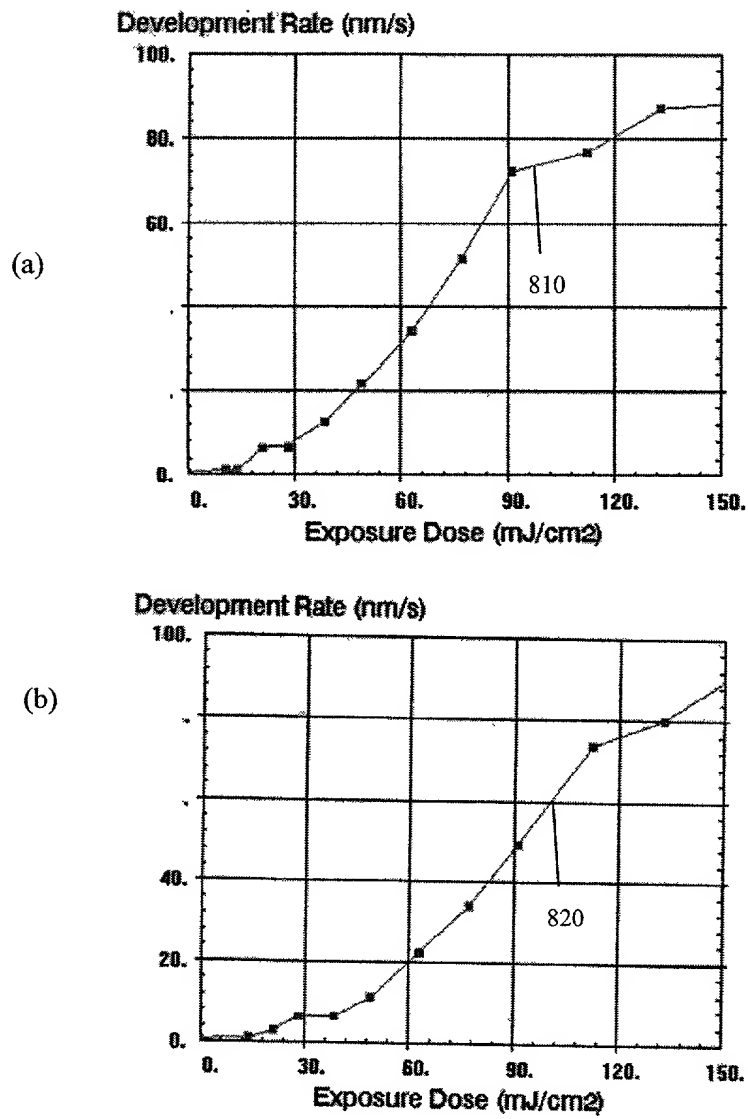 Development Rate (nm/s)
100.
80.
60.
(a)
810
0.
0. 30. 60. 90. 120. 150.
Exposure Dose (mJ/cm2)
Development Rate (nm/s)
100.
(b)
40.
820
20.
0.
0. 30. 60. 90. 120. 150.
Exposure Dose (mJ/cm2)